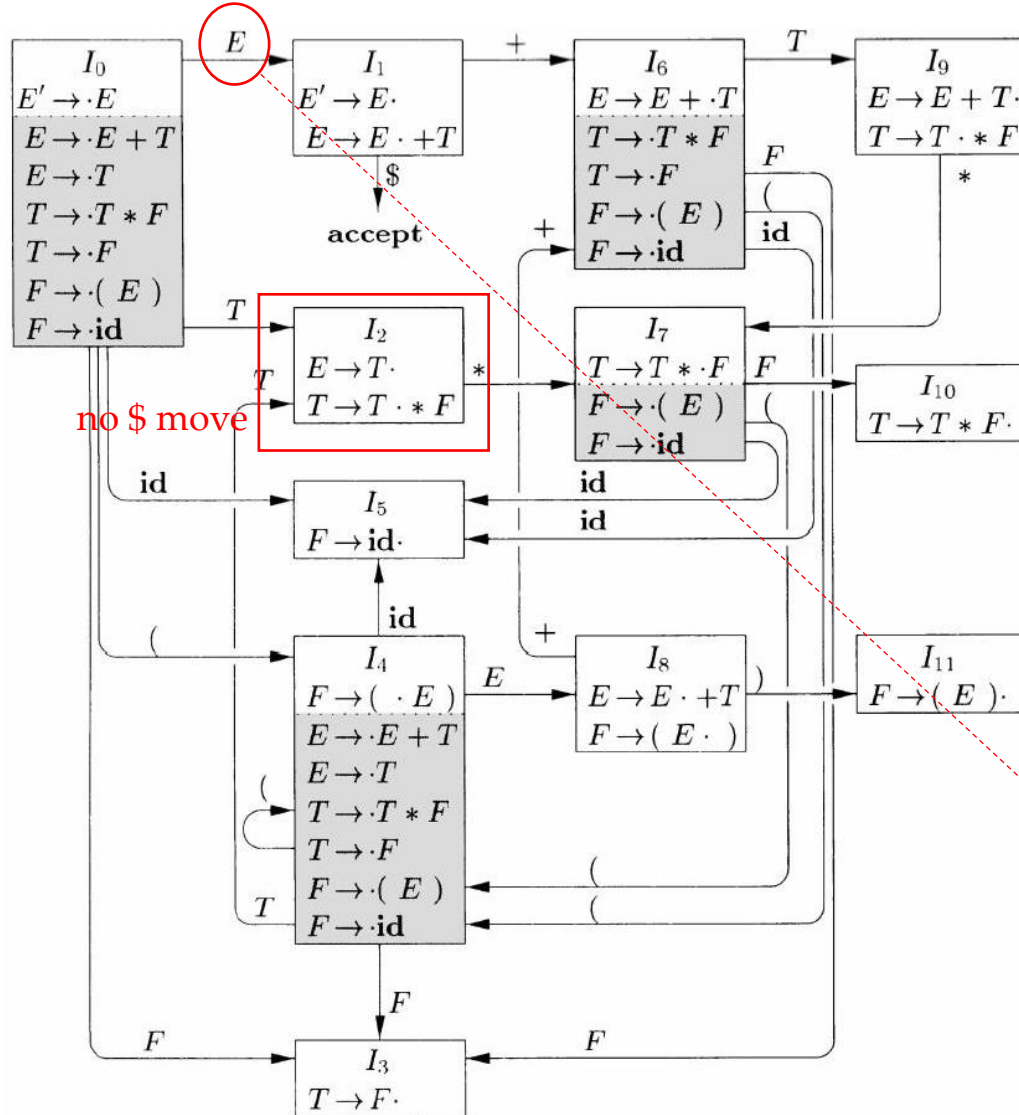 E
I₀
E′ → ·E
E → ·E + T
E → ·T
T → ·T * F
T → ·F
F → ·( E )
F → ·id
I₁
E′ → E·
E → E · +T
$
accept
+
I₆
E → E + ·T
T → ·T * F
T → ·F
F → ·( E )
F → ·id
T
I₉
E → E + T·
T → T · * F
*
F
(
id
+
T
I₂
E → T·
T → T · * F
T
no $ move
*
I₇
T → T * ·F
F → ·( E )
F → ·id
F
(
I₁₀
T → T * F·
id
I₅
F → id·
id
id
id
(
I₄
F → ( · E )
E → ·E + T
E → ·T
T → ·T * F
T → ·F
F → ·( E )
F → ·id
(
T
E
+
I₈
E → E · +T
F → ( E · )
)
I₁₁
F → ( E )·
(
(
F
F
F
I₃
T → F·